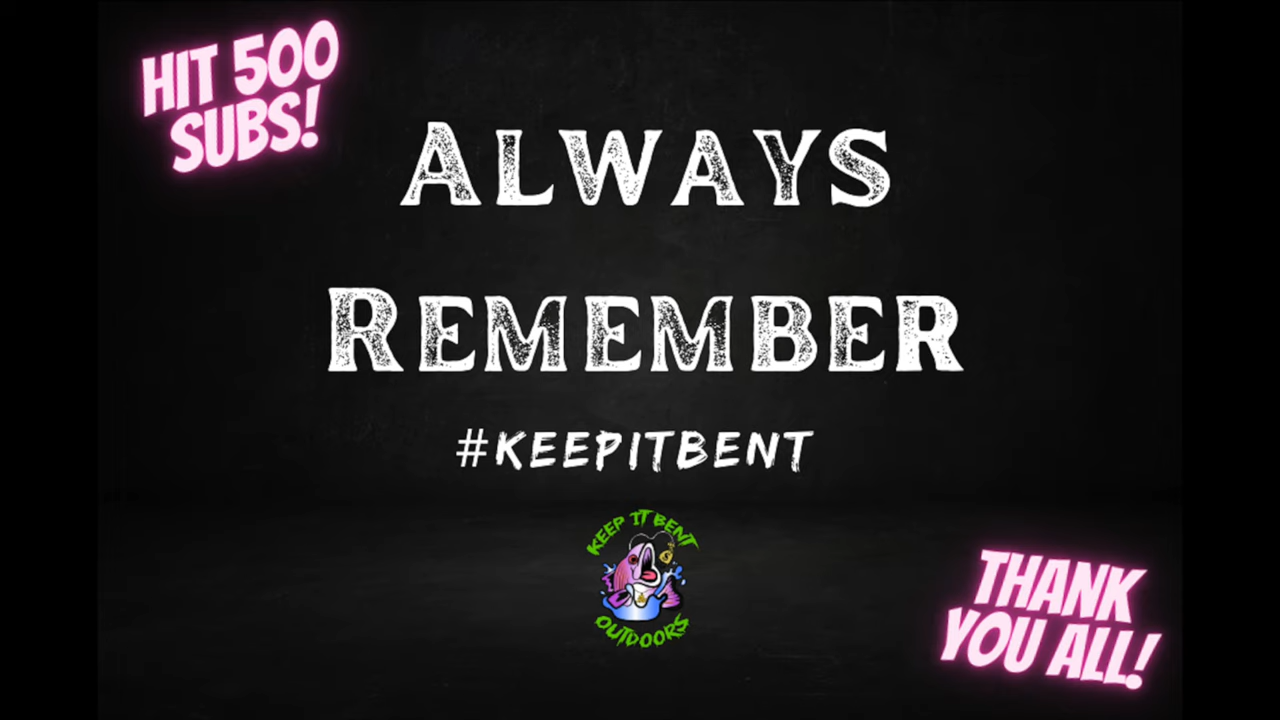 HIT 500
SUBS!
ALWAYS
REMEMBER
#KEEPITBENT
KEEP IT BENT
OUTDOORS
THANK
YOU ALL!